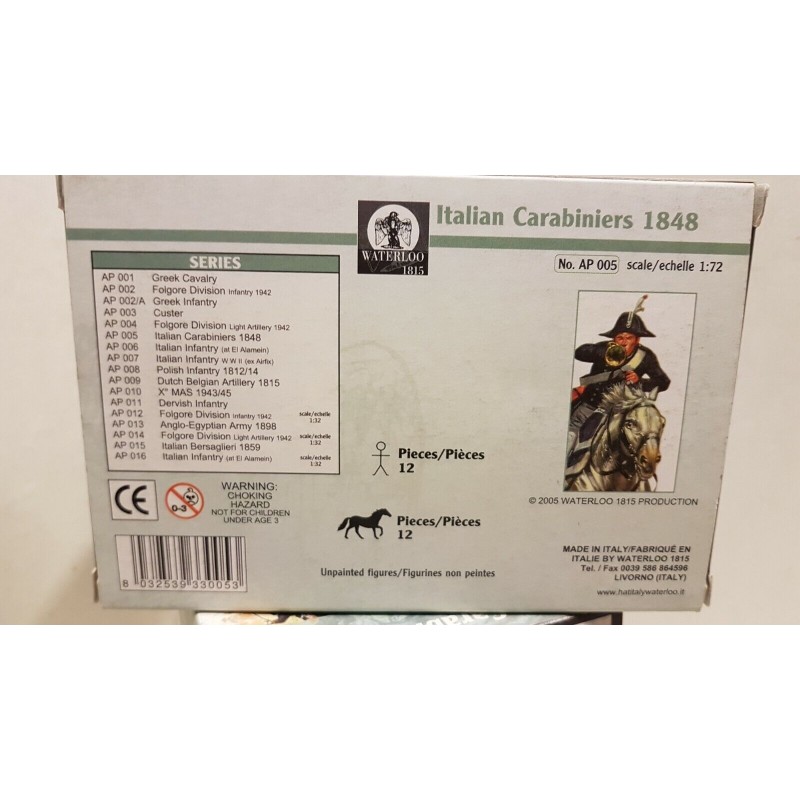 Italian Carabiniers 1848
WATERLOO
1815
No. AP 005 scale/echelle 1:72
SERIES
AP 001 Greek Cavalry
AP 002 Folgore Division Infantry 1942
AP 002/A Greek Infantry
AP 003 Custer
AP 004 Folgore Division Light Artillery 1942
AP 005 Italian Carabiniers 1848
AP 006 Italian Infantry (at El Alamein)
AP 007 Italian Infantry W W II (ex Airfix)
AP 008 Polish Infantry 1812/14
AP 009 Dutch Belgian Artillery 1815
AP 010 X° MAS 1943/45
AP 011 Dervish Infantry
AP 012 Folgore Division Infantry 1942 scale/echelle 1:32
AP 013 Anglo-Egyptian Army 1898
AP 014 Folgore Division Light Artillery 1942 scale/echelle 1:32
AP 015 Italian Bersaglieri 1859
AP 016 Italian Infantry (at El Alamein) scale/echelle 1:32
Pieces/Pièces
12
Pieces/Pièces
12
© 2005 WATERLOO 1815 PRODUCTION
CE
0-3
WARNING:
CHOKING
HAZARD
NOT FOR CHILDREN
UNDER AGE 3
8 032539 330053
Unpainted figures/Figurines non peintes
MADE IN ITALY/FABRIQUÉ EN
ITALIE BY WATERLOO 1815
Tel. / Fax 0039 586 864596
LIVORNO (ITALY)
www.hatitalywaterloo.it